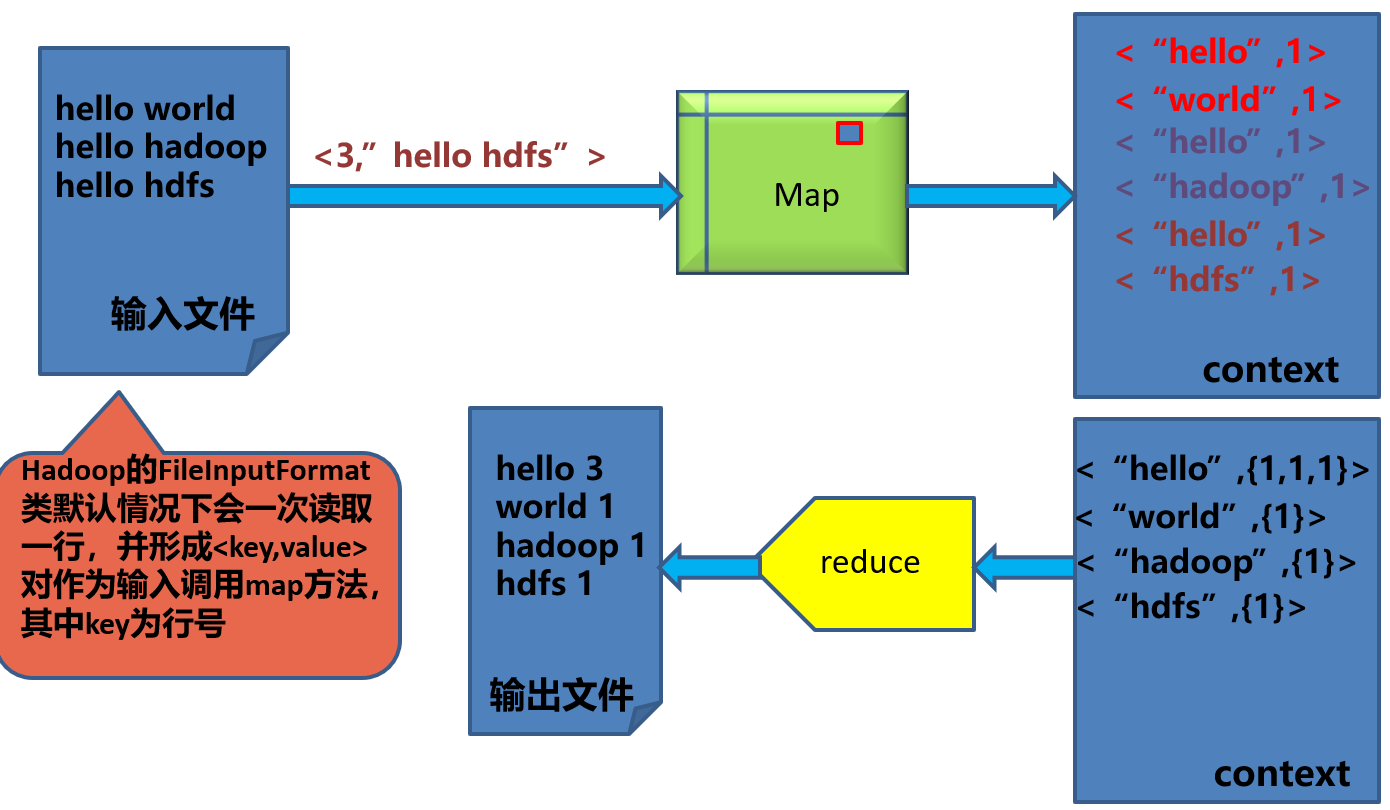 hello world
hello hadoop
hello hdfs
输入文件
<3,” hello hdfs” >
Map
< “hello” ,1>
< “world” ,1>
< “hello” ,1>
< “hadoop” ,1>
< “hello” ,1>
< “hdfs” ,1>
context
Hadoop的FileInputFormat
类默认情况下会一次读取
一行，并形成<key,value>
对作为输入调用map方法，
其中key为行号
< “hello” ,{1,1,1}>
< “world” ,{1}>
< “hadoop” ,{1}>
< “hdfs” ,{1}>
context
reduce
hello 3
world 1
hadoop 1
hdfs 1
输出文件